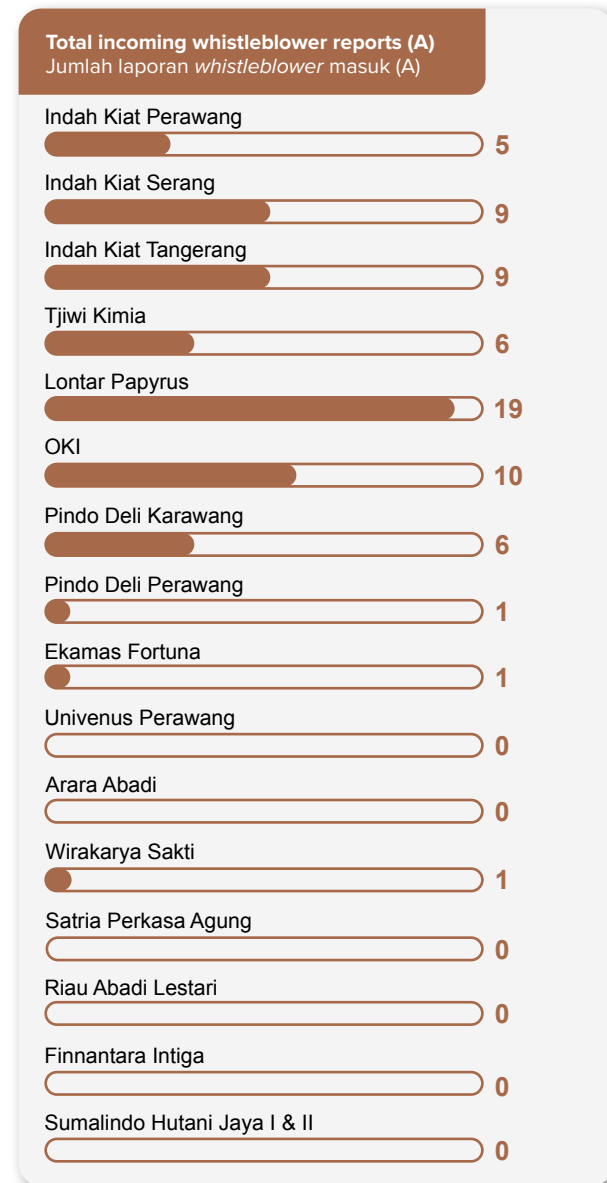 Total incoming whistleblower reports (A)
Jumlah laporan whistleblower masuk (A)
Indah Kiat Perawang
5
Indah Kiat Serang
9
Indah Kiat Tangerang
9
Tjiwi Kimia
6
Lontar Papyrus
19
OKI
10
Pindo Deli Karawang
6
Pindo Deli Perawang
1
Ekamas Fortuna
1
Univenus Perawang
0
Arara Abadi
0
Wirakarya Sakti
1
Satria Perkasa Agung
0
Riau Abadi Lestari
0
Finnantara Intiga
0
Sumalindo Hutani Jaya I & II
0